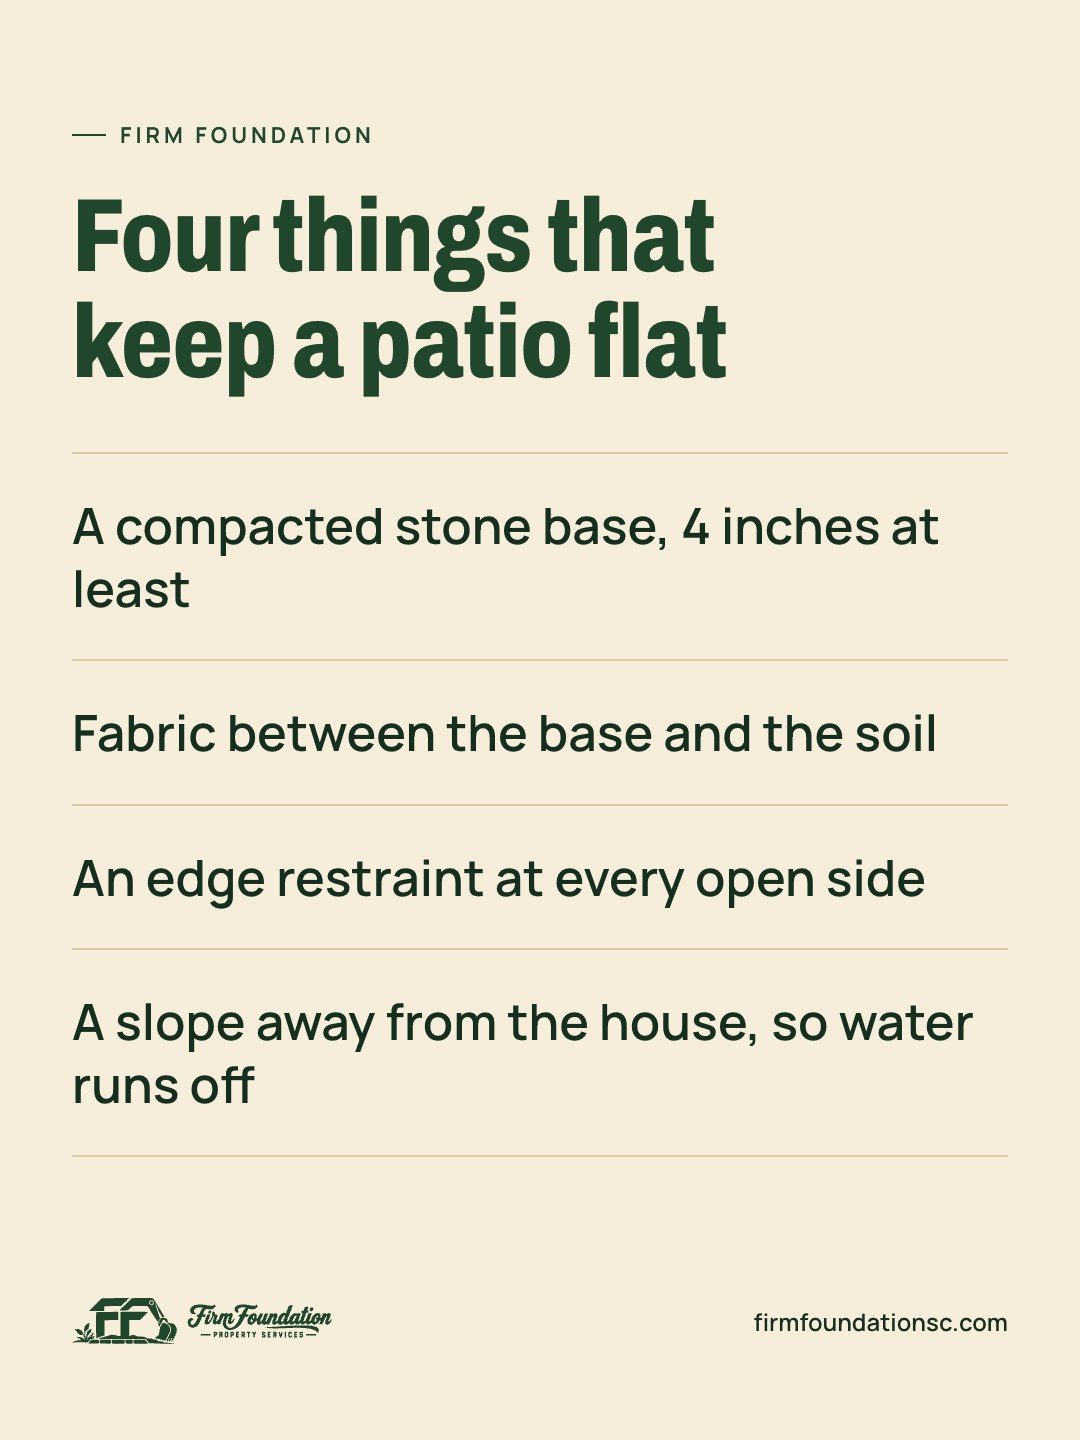 FIRM FOUNDATION
Four things that
keep a patio flat
A compacted stone base, 4 inches at
least
Fabric between the base and the soil
An edge restraint at every open side
A slope away from the house, so water
runs off
FF
Firm Foundation
PROPERTY SERVICES
firmfoundationsc.com